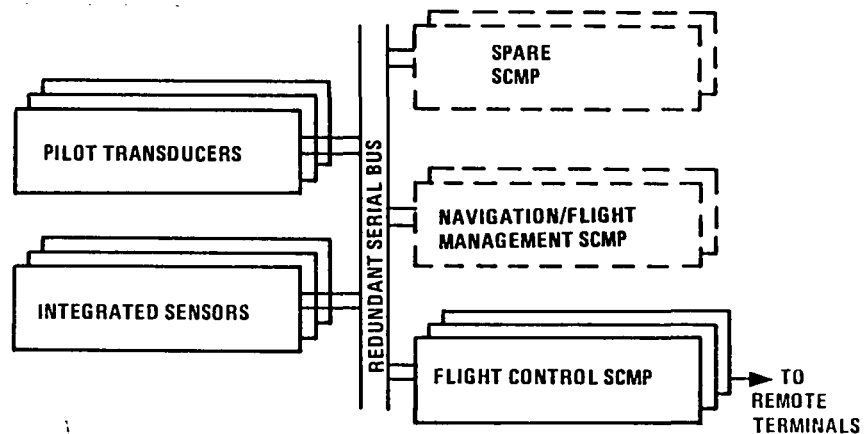 SPARE
SCMP
PILOT TRANSDUCERS
REDUNDANT SERIAL BUS
NAVIGATION/FLIGHT
MANAGEMENT SCMP
INTEGRATED SENSORS
FLIGHT CONTROL SCMP
TO
REMOTE
TERMINALS